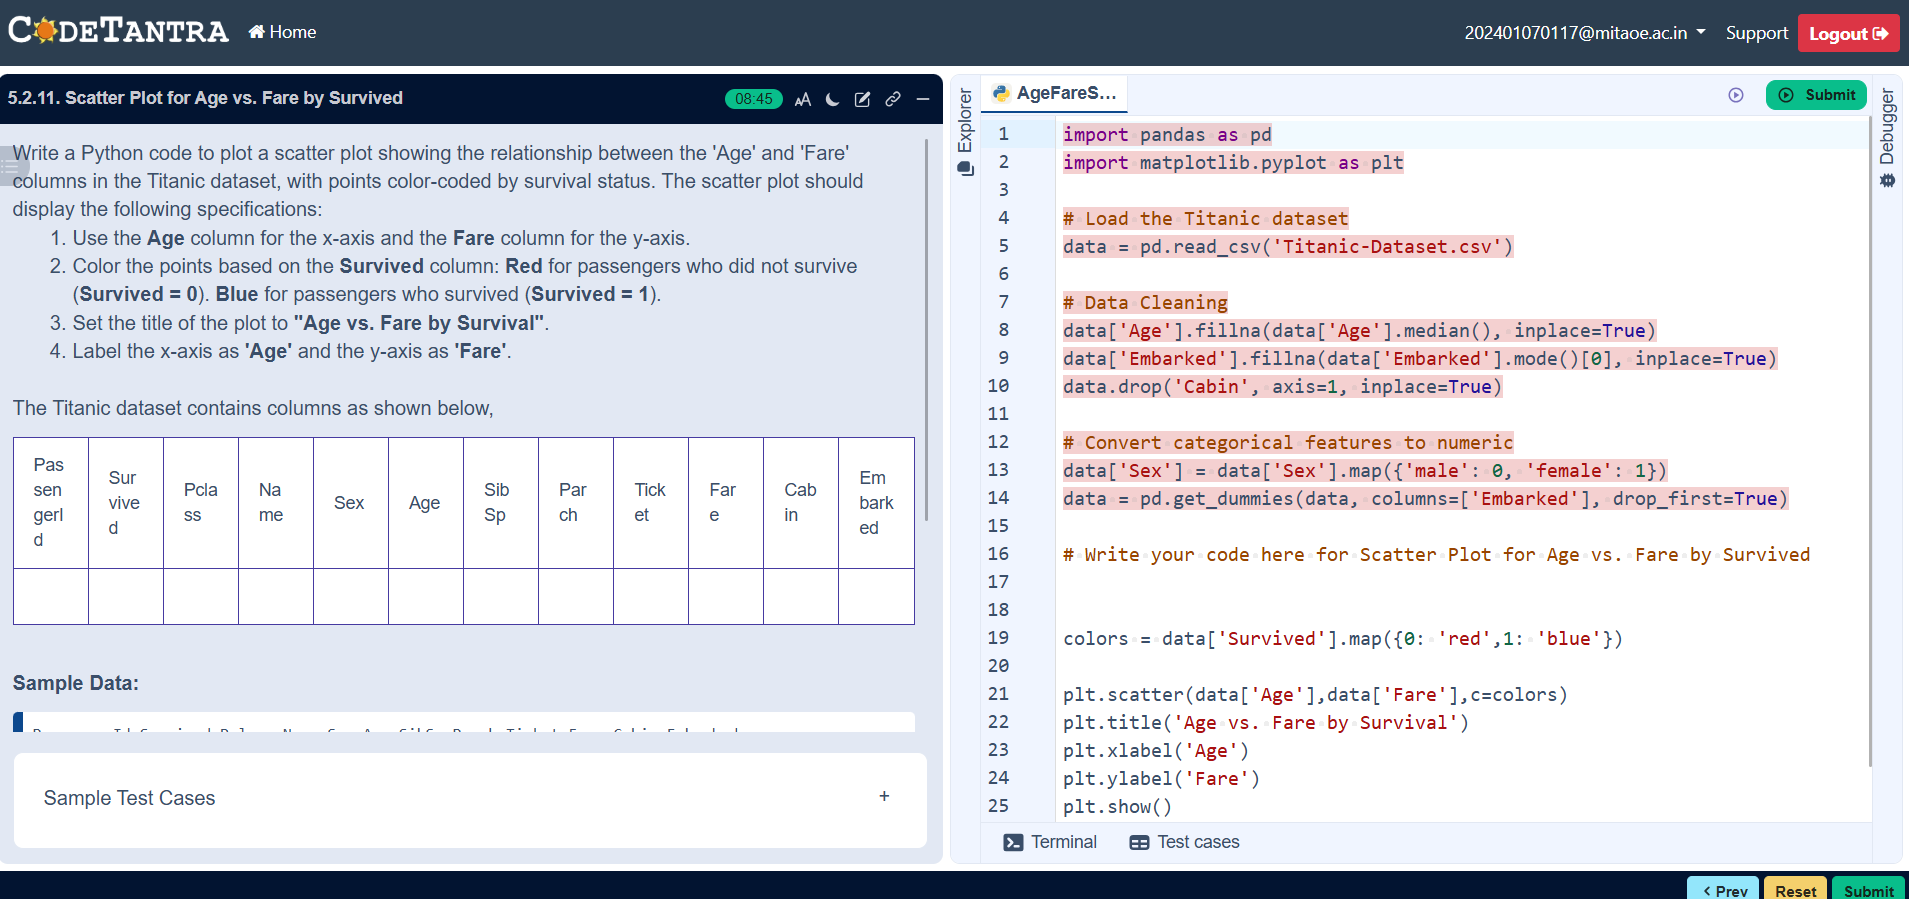 CODETANTRA Home
202401070117@mitaoe.ac.in Support Logout
5.2.11. Scatter Plot for Age vs. Fare by Survived
08:45
Write a Python code to plot a scatter plot showing the relationship between the 'Age' and 'Fare'
columns in the Titanic dataset, with points color-coded by survival status. The scatter plot should
display the following specifications:
1. Use the Age column for the x-axis and the Fare column for the y-axis.
2. Color the points based on the Survived column: Red for passengers who did not survive
(Survived = 0). Blue for passengers who survived (Survived = 1).
3. Set the title of the plot to "Age vs. Fare by Survival".
4. Label the x-axis as 'Age' and the y-axis as 'Fare'.
The Titanic dataset contains columns as shown below,
Pas
sen
gerI
d
Sur
vive
d
Pcla
ss
Na
me
Sex
Age
Sib
Sp
Par
ch
Tick
et
Far
e
Cab
in
Em
bark
ed
Sample Data:
Sample Test Cases +
Explorer
AgeFareS...
Submit
Debugger
1 import pandas as pd
2 import matplotlib.pyplot as plt
3
4 # Load the Titanic dataset
5 data = pd.read_csv('Titanic-Dataset.csv')
6
7 # Data Cleaning
8 data['Age'].fillna(data['Age'].median(), inplace=True)
9 data['Embarked'].fillna(data['Embarked'].mode()[0], inplace=True)
10 data.drop('Cabin', axis=1, inplace=True)
11
12 # Convert categorical features to numeric
13 data['Sex'] = data['Sex'].map({'male': 0, 'female': 1})
14 data = pd.get_dummies(data, columns=['Embarked'], drop_first=True)
15
16 # Write your code here for Scatter Plot for Age vs. Fare by Survived
17
18
19 colors = data['Survived'].map({0: 'red',1: 'blue'})
20
21 plt.scatter(data['Age'],data['Fare'],c=colors)
22 plt.title('Age vs. Fare by Survival')
23 plt.xlabel('Age')
24 plt.ylabel('Fare')
25 plt.show()
Terminal Test cases
< Prev Reset Submit